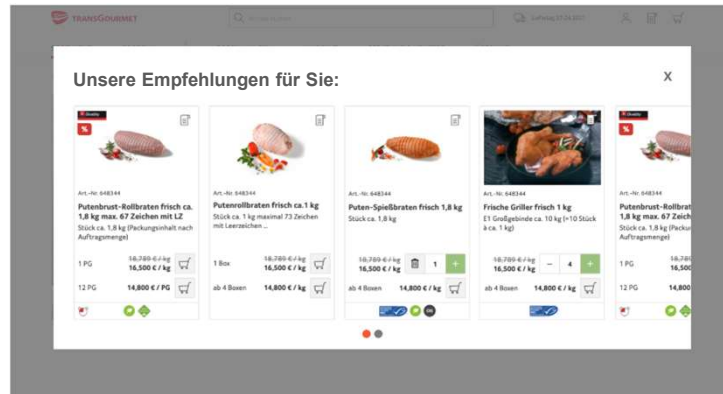 TRANSGOURMET
Unsere Empfehlungen für Sie:
X
Quality
%
Art.-Nr. 648344
Putenbrust-Rollbraten frisch ca.
1,8 kg max. 67 Zeichen mit LZ
Stück ca. 1,8 kg (Packungsinhalt nach
Auftragsmenge)
1 PG
18,789 € / kg
16,500 € / kg
12 PG
14,800 € / PG
Art.-Nr. 648344
Putenrollbraten frisch ca.1 kg
Stück ca. 1 kg maximal 73 Zeichen
mit Leerzeichen ...
1 Box
18,789 € / kg
16,500 € / kg
ab 4 Boxen
14,800 € / kg
Art.-Nr. 648344
Puten-Spießbraten frisch 1,8 kg
Stück ca. 1,8 kg
18,789 € / kg
16,500 € / kg
1
+
ab 4 Boxen
14,800 € / kg
Art.-Nr. 648344
Frische Griller frisch 1 kg
E1 Großgebinde ca. 10 kg (=10 Stück
à ca. 1 kg)
18,789 € / kg
16,500 € / kg
–
4
+
ab 4 Boxen
14,800 € / kg
Quality
%
Art.-Nr. 648344
Putenbrust-Rollbrat
1,8 kg max. 67 Zeich
Stück ca. 1,8 kg (Packu
Auftragsmenge)
1 PG
18,789
16,500
12 PG
14,800